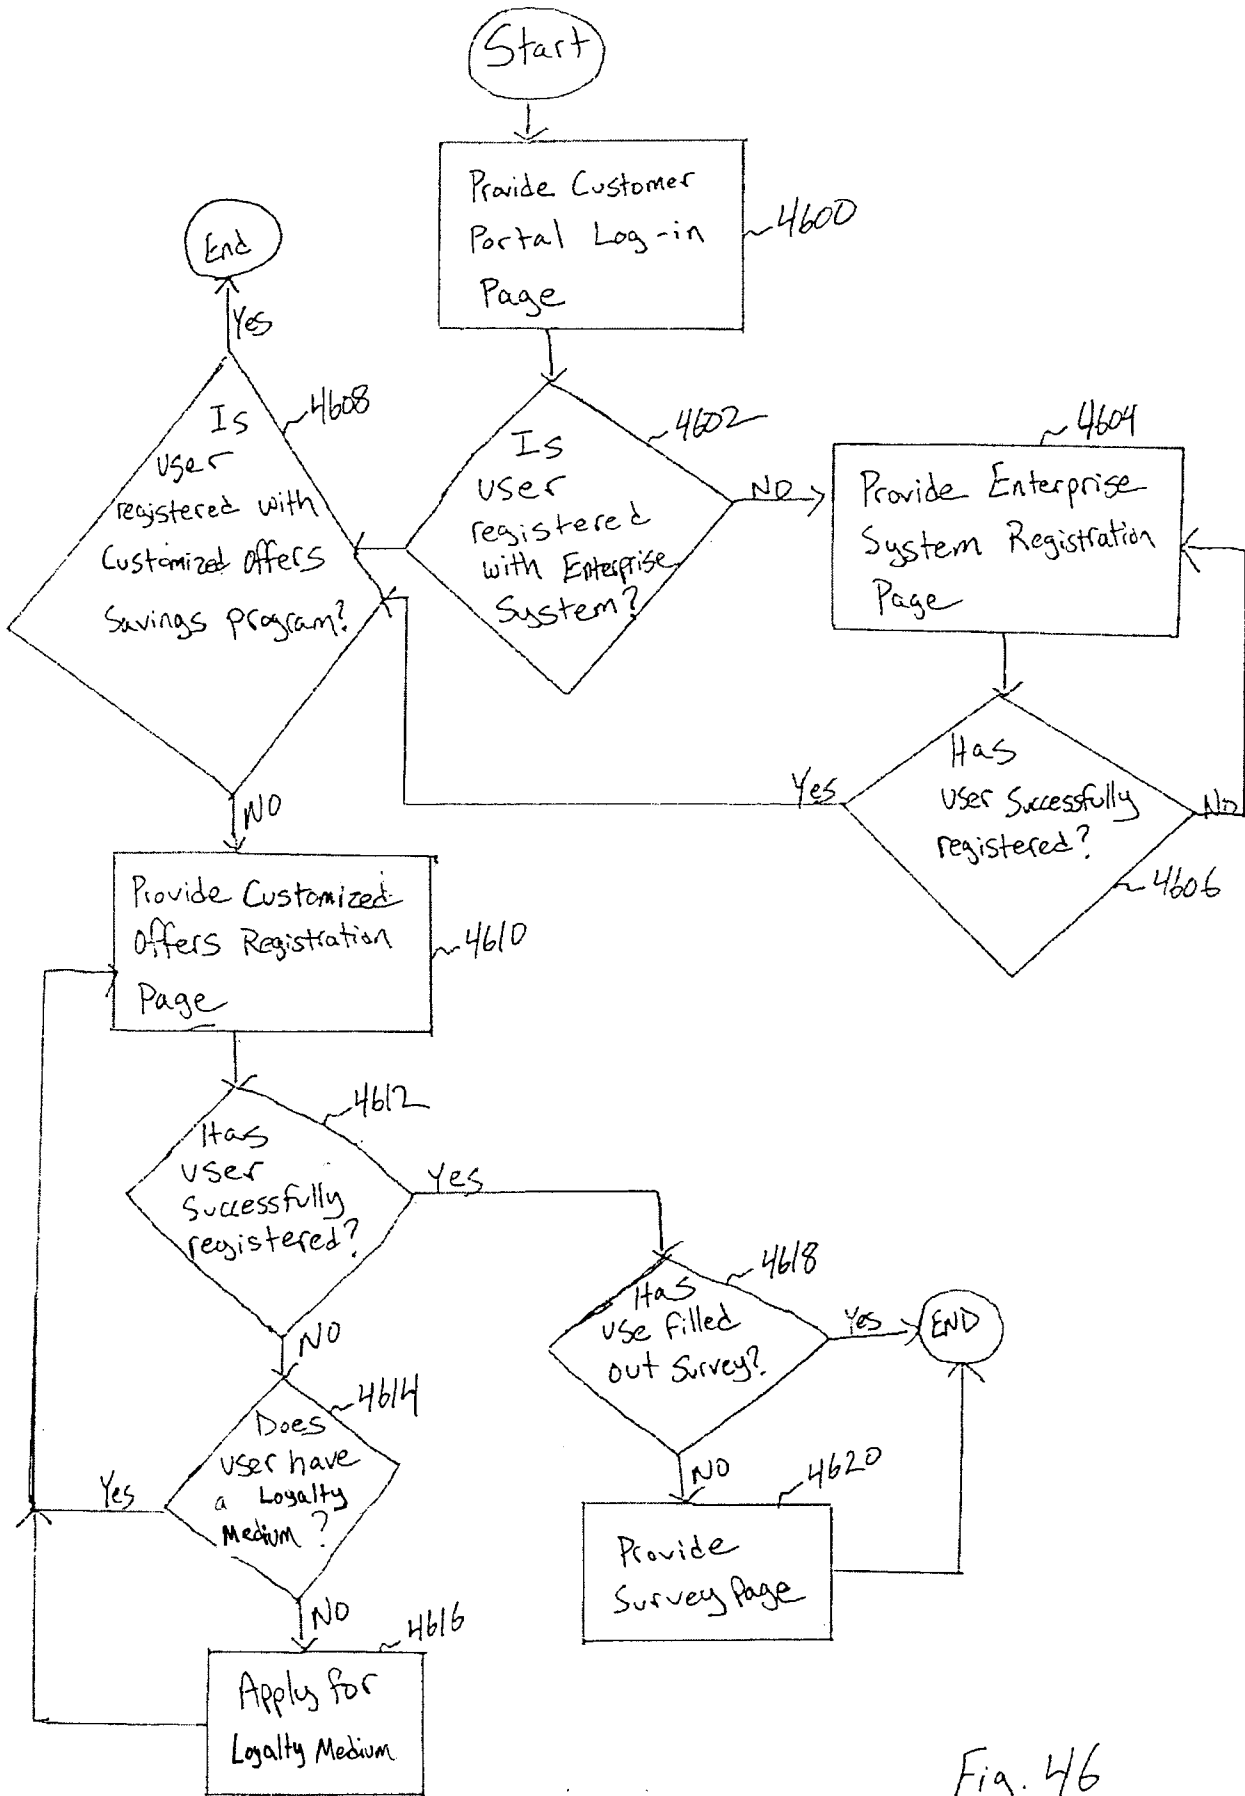 Start
Provide Customer
Portal Log-in
Page
4600
End
Yes
Is
user
registered with
Customized Offers
Savings program?
4608
Is
user
registered
with Enterprise
System?
4602
NO
4604
Provide Enterprise
System Registration
Page
Has
user successfully
registered?
Yes
NO
4606
NO
Provide Customized
Offers Registration
Page
4610
Has
user
successfully
registered?
4612
Yes
NO
Has
use filled
out survey?
4618
Yes
END
Does
user have
a Loyalty
Medium?
4614
Yes
NO
4620
Provide
Survey Page
NO
4616
Apply for
Loyalty Medium
Fig. 46